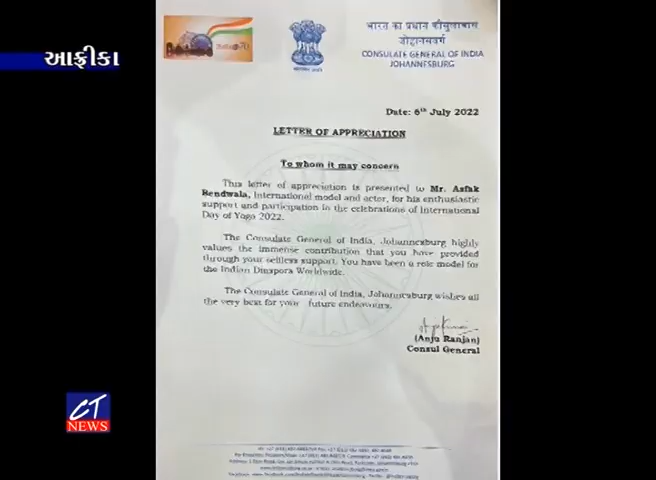 આફ્રીકા
भारत का प्रधान कौंसुलावास
जोहान्सबर्ग
CONSULATE GENERAL OF INDIA
JOHANNESBURG
Date: 6th July 2022
LETTER OF APPRECIATION
To whom it may concern
This letter of appreciation is presented to Mr. Asfak
Bendwala, International model and actor, for his enthusiastic
support and participation in the celebrations of International
Day of Yoga 2022.
The Consulate General of India, Johannesburg highly
values the immense contribution that you have provided
through your selfless support. You have been a role model for
the Indian Diaspora Worldwide.
The Consulate General of India, Johannesburg wishes all
the very best for your future endeavours.
(Anju Ranjan)
Consul General
CT
NEWS